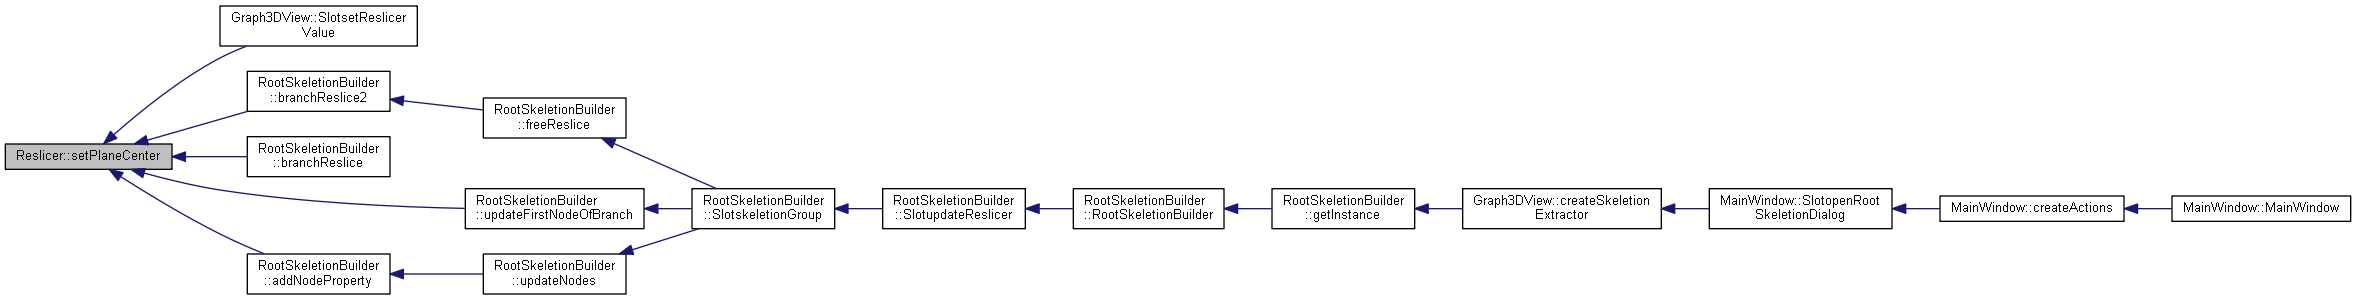 Graph3DView::SlotsetReslicer
Value
RootSkeletionBuilder
::branchReslice2
RootSkeletionBuilder
::freeReslice
Reslicer::setPlaneCenter
RootSkeletionBuilder
::branchReslice
RootSkeletionBuilder
::updateFirstNodeOfBranch
RootSkeletionBuilder
::SlotskeletionGroup
RootSkeletionBuilder
::SlotupdateReslicer
RootSkeletionBuilder
::RootSkeletionBuilder
RootSkeletionBuilder
::getInstance
Graph3DView::createSkeletion
Extractor
MainWindow::SlotopenRoot
SkeletionDialog
MainWindow::createActions
MainWindow::MainWindow
RootSkeletionBuilder
::addNodeProperty
RootSkeletionBuilder
::updateNodes